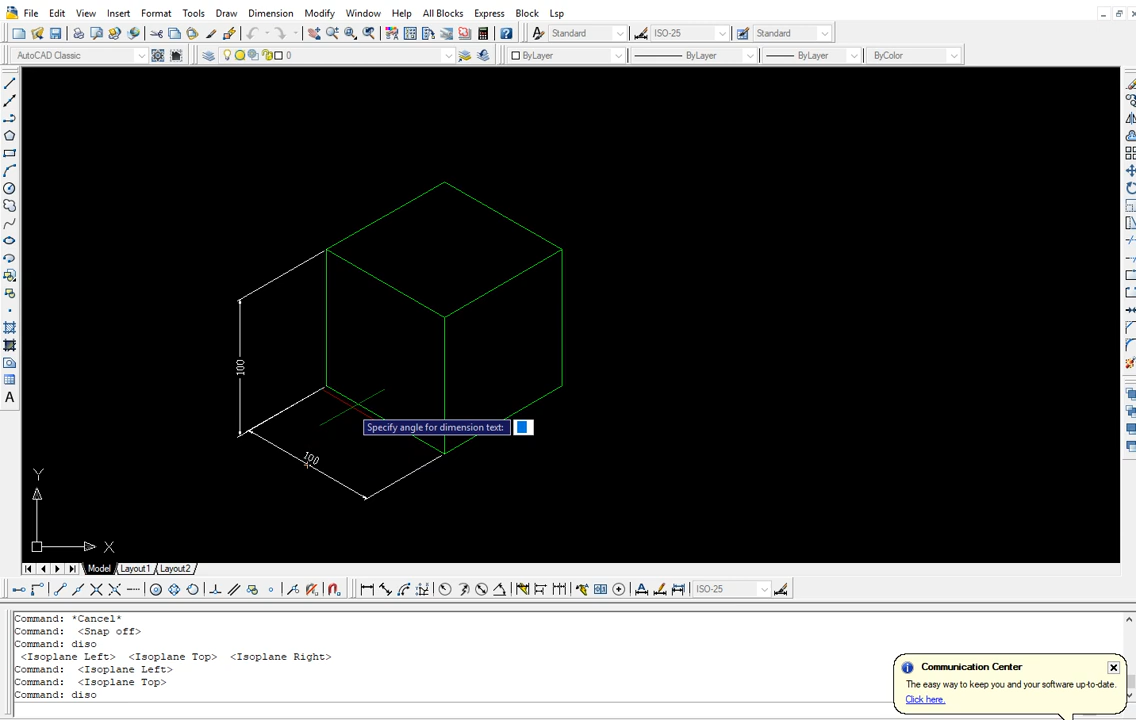 File Edit View Insert Format Tools Draw Dimension Modify Window Help All Blocks Express Block Lsp
Standard ISO-25 Standard
AutoCAD Classic 0 ByLayer ByLayer ByLayer ByColor
A
100
Specify angle for dimension text:
100
Y
X
Model Layout1 Layout2
ISO-25
Command: *Cancel*
Command: <Snap off>
Command: diso
<Isoplane Left> <Isoplane Top> <Isoplane Right>
Command: <Isoplane Left>
Command: <Isoplane Top>
Command: diso
Communication Center
The easy way to keep you and your software up-to-date.
Click here.